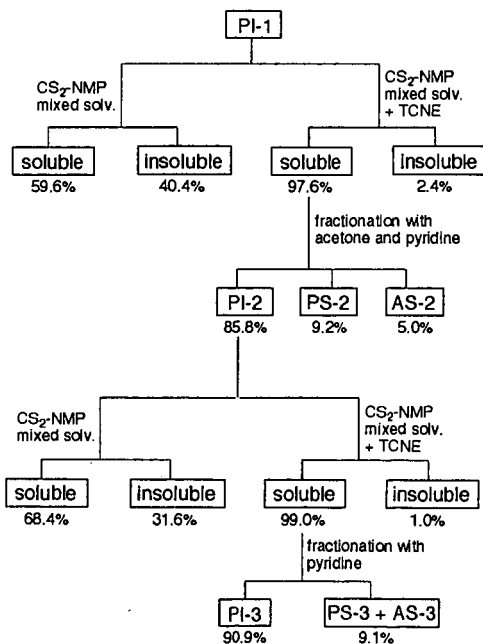 PI-1
CS₂-NMP
mixed solv.
CS₂-NMP
mixed solv.
+ TCNE
soluble
insoluble
soluble
insoluble
59.6%
40.4%
97.6%
2.4%
fractionation with
acetone and pyridine
PI-2
PS-2
AS-2
85.8%
9.2%
5.0%
CS₂-NMP
mixed solv.
CS₂-NMP
mixed solv.
+ TCNE
soluble
insoluble
soluble
insoluble
68.4%
31.6%
99.0%
1.0%
fractionation with
pyridine
PI-3
PS-3 + AS-3
90.9%
9.1%